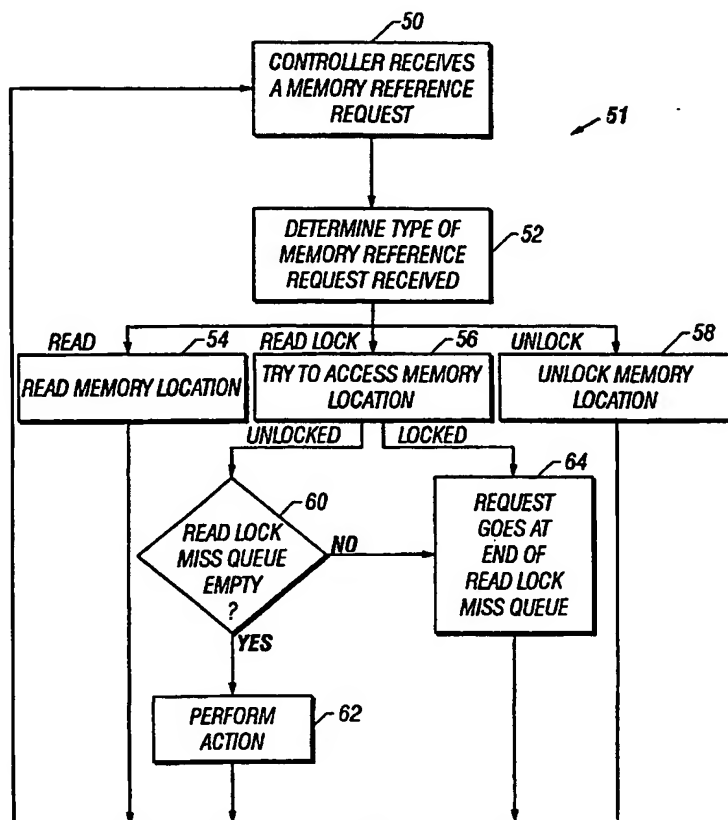 50
CONTROLLER RECEIVES
A MEMORY REFERENCE
REQUEST
51
DETERMINE TYPE OF
MEMORY REFERENCE
REQUEST RECEIVED
52
READ
54
READ LOCK
56
UNLOCK
58
READ MEMORY LOCATION
TRY TO ACCESS MEMORY
LOCATION
UNLOCK MEMORY
LOCATION
UNLOCKED
LOCKED
60
READ LOCK
MISS QUEUE
EMPTY
?
NO
YES
64
REQUEST
GOES AT
END OF
READ LOCK
MISS QUEUE
PERFORM
ACTION
62